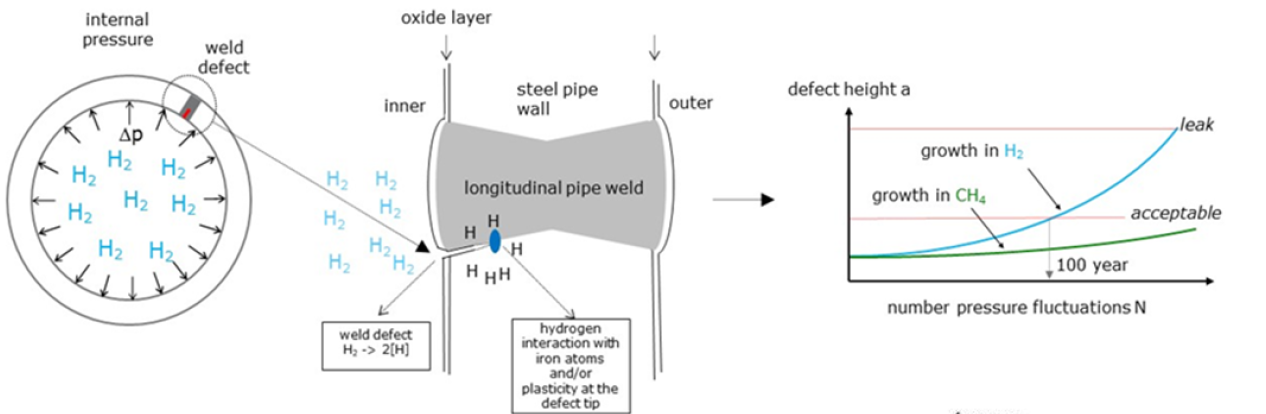 internal
pressure
weld
defect
Δp
H₂
H₂
H₂
H₂
H₂
H₂
H₂
H₂
oxide layer
inner
steel pipe
wall
outer
H₂
H₂
H₂
H₂
H₂
H₂
H₂
longitudinal pipe weld
H
H
H
H
H
H
weld defect
H₂ -> 2[H]
hydrogen
interaction with
iron atoms
and/or
plasticity at the
defect tip
defect height a
leak
growth in H₂
growth in CH₄
acceptable
100 year
number pressure fluctuations N